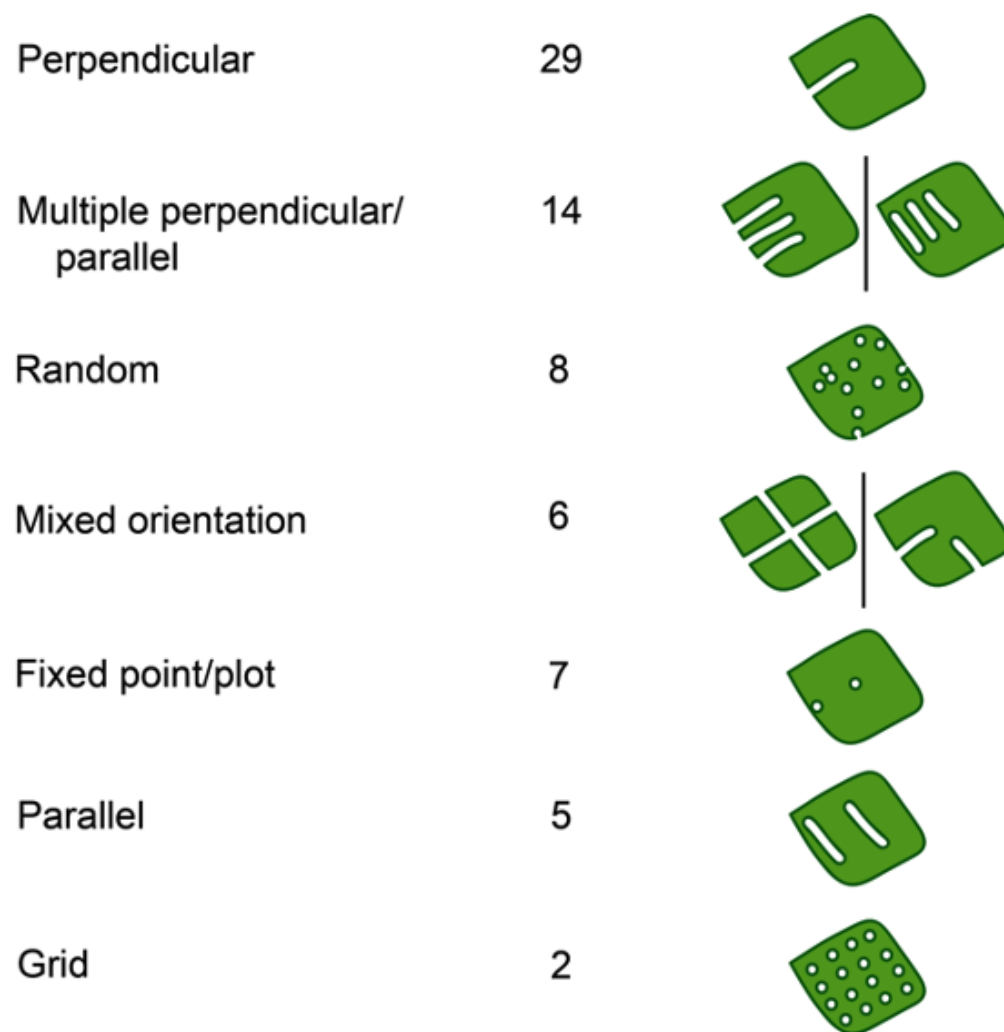 Perpendicular 29
Multiple perpendicular/ 14
parallel
Random 8
Mixed orientation 6
Fixed point/plot 7
Parallel 5
Grid 2